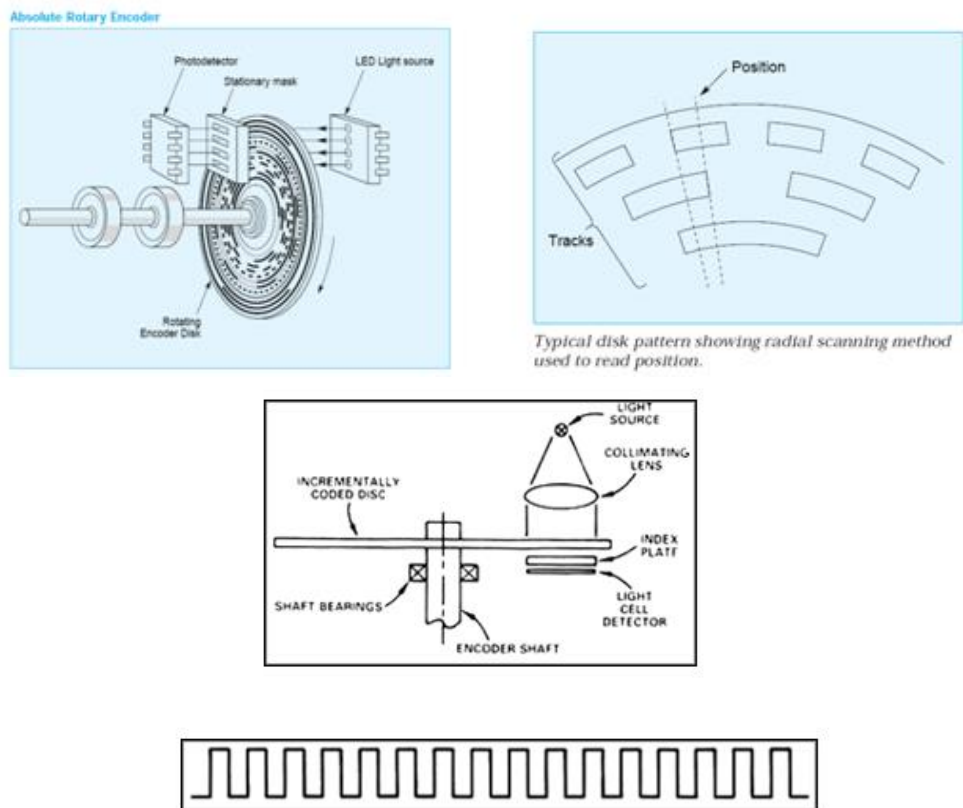 Absolute Rotary Encoder
Photodetector
Stationary mask
LED Light source
Rotating
Encoder Disk
Position
Tracks
Typical disk pattern showing radial scanning method
used to read position.
LIGHT
SOURCE
COLLIMATING
LENS
INCREMENTALLY
CODED DISC
INDEX
PLATE
SHAFT BEARINGS
LIGHT
CELL
DETECTOR
ENCODER SHAFT